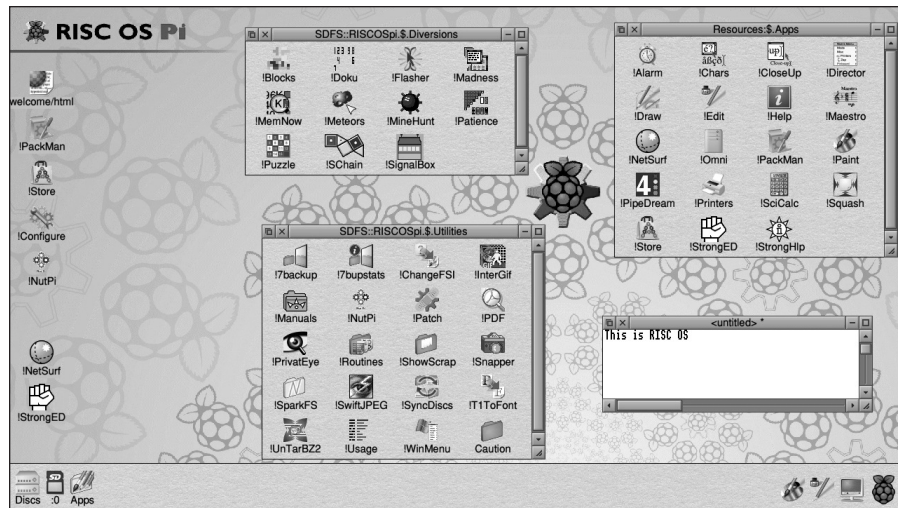 RISC OS Pi
welcome/html
!PackMan
!Store
!Configure
!NutPi
!NetSurf
!StrongED
SDFS::RISCOSpi.$.Diversions
!Blocks !Doku !Flasher !Madness
!MemNow !Meteors !MineHunt !Patience
!Puzzle !SChain !SignalBox
SDFS::RISCOSpi.$.Utilities
!7backup !7bupstats !ChangeFSI !InterGif
!Manuals !NutPi !Patch !PDF
!PrivatEye !Routines !ShowScrap !Snapper
!SparkFS !SwiftJPEG !SyncDiscs !T1ToFont
!UnTarBZ2 !Usage !WinMenu Caution
Resources:$.Apps
!Alarm !Chars !CloseUp !Director
!Draw !Edit !Help !Maestro
!NetSurf !Omni !PackMan !Paint
!PipeDream !Printers !SciCalc !Squash
!Store !StrongED !StrongHlp
<untitled> *
This is RISC OS
Discs :0 Apps